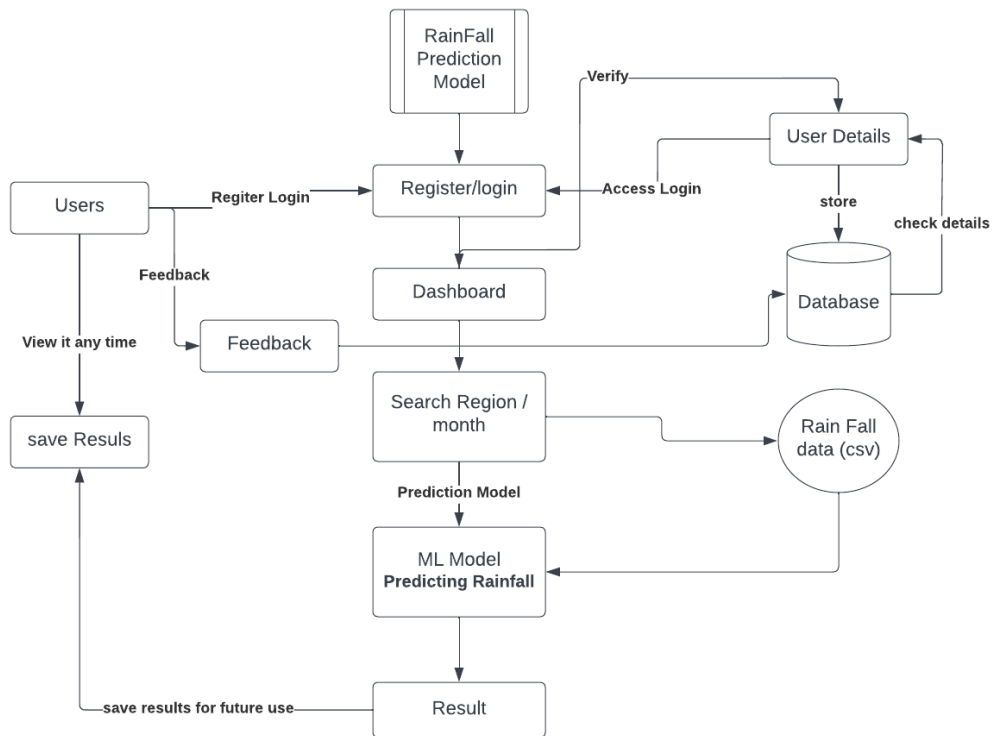 RainFall
Prediction
Model
Verify
User Details
Register/login
Access Login
Users
Regiter Login
store
check details
Feedback
Dashboard
Database
View it any time
Feedback
Search Region /
month
Rain Fall
data (csv)
save Resuls
Prediction Model
ML Model
Predicting Rainfall
save results for future use
Result